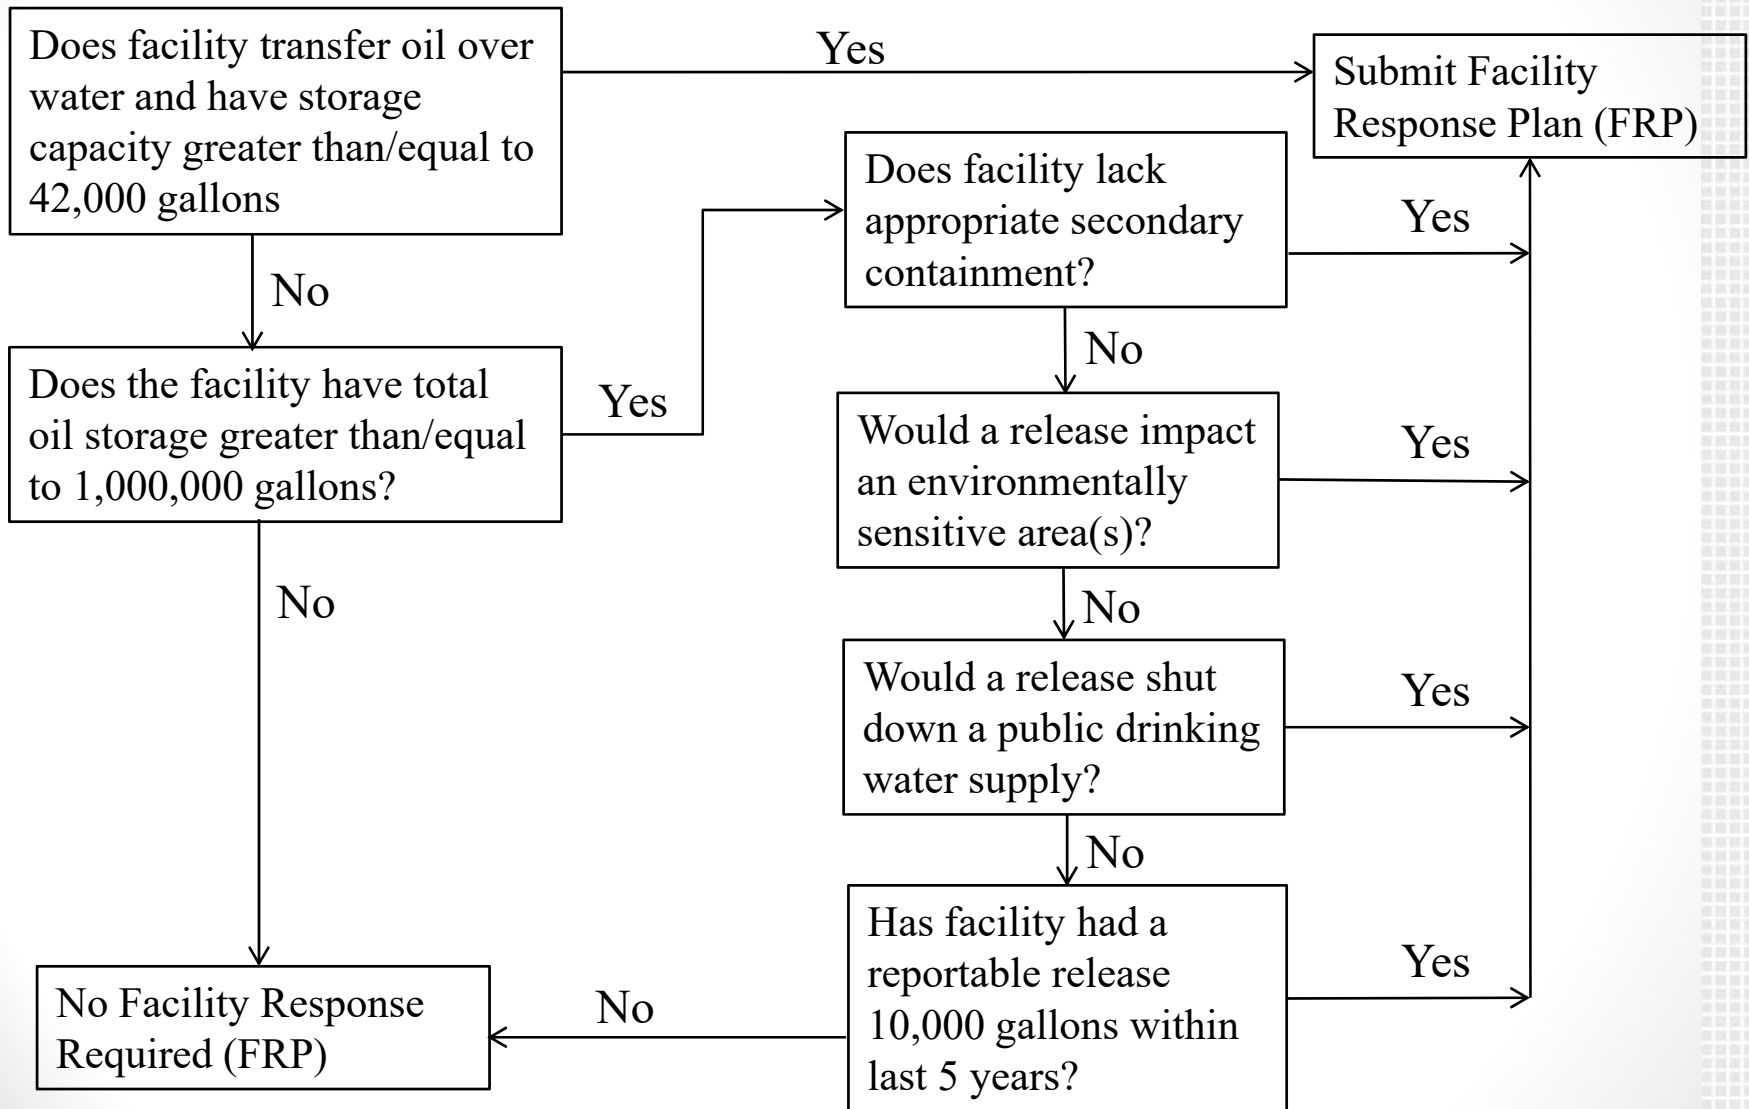 Does facility transfer oil over
water and have storage
capacity greater than/equal to
42,000 gallons
Yes
Submit Facility
Response Plan (FRP)
No
Does the facility have total
oil storage greater than/equal
to 1,000,000 gallons?
Yes
No
Does facility lack
appropriate secondary
containment?
Yes
No
Would a release impact
an environmentally
sensitive area(s)?
Yes
No
Would a release shut
down a public drinking
water supply?
Yes
No
Has facility had a
reportable release
10,000 gallons within
last 5 years?
Yes
No
No Facility Response
Required (FRP)